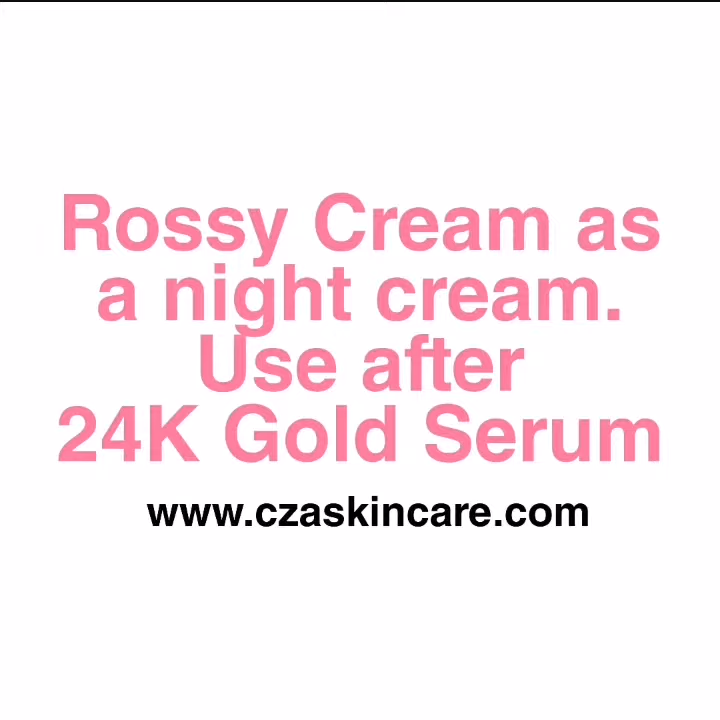 Rossy Cream as
a night cream.
Use after
24K Gold Serum
www.czaskincare.com